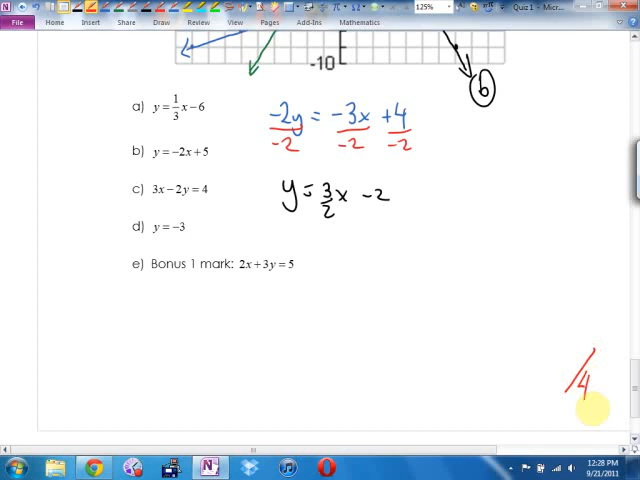 File Home Insert Share Draw Review View Add-Ins Mathematics
125%
Quiz 1 - Micr...
-10
b
a) y = 1/3 x − 6
-2y = -3x + 4
-2 -2 -2
b) y = −2x + 5
c) 3x − 2y = 4
y = 3/2 x - 2
d) y = −3
e) Bonus 1 mark: 2x + 3y = 5
/4
12:28 PM
9/21/2011